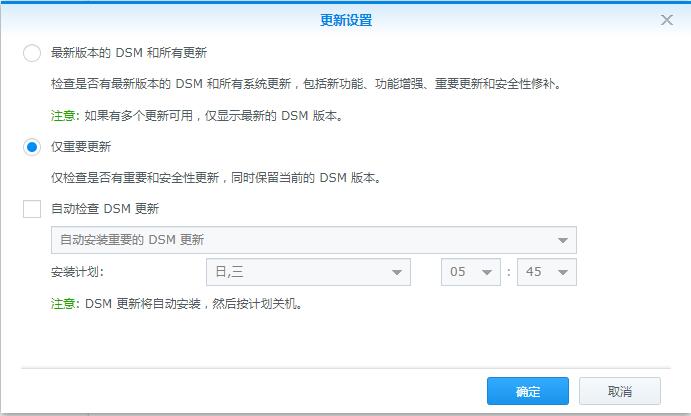 更新设置
最新版本的 DSM 和所有更新
检查是否有最新版本的 DSM 和所有系统更新，包括新功能、功能增强、重要更新和安全性修补。
注意: 如果有多个更新可用，仅显示最新的 DSM 版本。
仅重要更新
仅检查是否有重要和安全性更新，同时保留当前的 DSM 版本。
自动检查 DSM 更新
自动安装重要的 DSM 更新
安装计划: 日,三 05 : 45
注意: DSM 更新将自动安装，然后按计划关机。
确定 取消